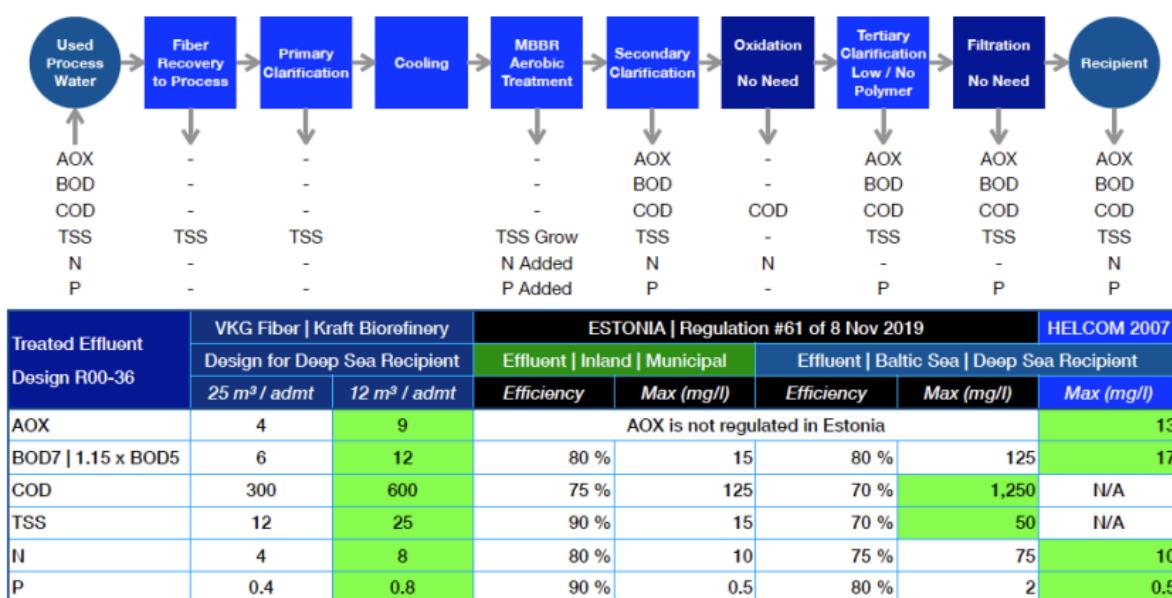 Used Process Water
Fiber Recovery to Process
Primary Clarification
Cooling
MBBR Aerobic Treatment
Secondary Clarification
Oxidation No Need
Tertiary Clarification Low / No Polymer
Filtration No Need
Recipient
AOX - - - AOX - AOX AOX AOX
BOD - - - BOD - BOD BOD BOD
COD - - - COD COD COD COD COD
TSS TSS TSS TSS Grow TSS - TSS TSS TSS
N - - N Added N N - - N
P - - P Added P - P P P
Treated Effluent Design R00-36
VKG Fiber | Kraft Biorefinery ESTONIA | Regulation #61 of 8 Nov 2019 HELCOM 2007
Design for Deep Sea Recipient Effluent | Inland | Municipal Effluent | Baltic Sea | Deep Sea Recipient
25 m³ / admt 12 m³ / admt Efficiency Max (mg/l) Efficiency Max (mg/l) Max (mg/l)
AOX 4 9 AOX is not regulated in Estonia 13
BOD7 | 1.15 x BOD5 6 12 80 % 15 80 % 125 17
COD 300 600 75 % 125 70 % 1,250 N/A
TSS 12 25 90 % 15 70 % 50 N/A
N 4 8 80 % 10 75 % 75 10
P 0.4 0.8 90 % 0.5 80 % 2 0.5